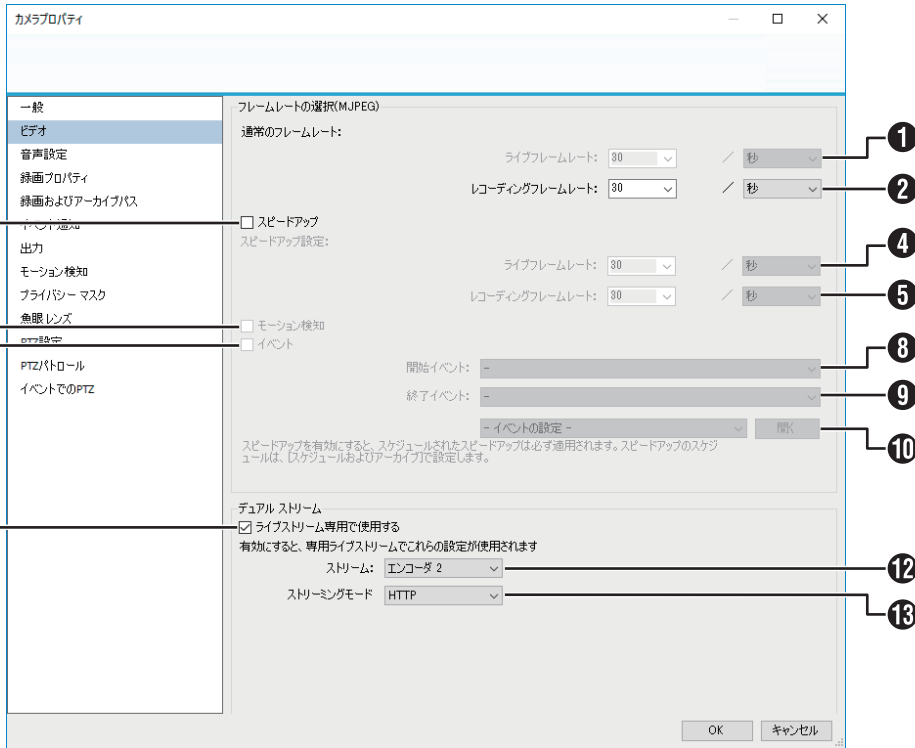 カメラプロパティ
一般
ビデオ
音声設定
録画プロパティ
録画およびアーカイブパス
イベント通知
出力
モーション検知
プライバシー マスク
魚眼レンズ
PTZ設定
PTZパトロール
イベントでのPTZ
フレームレートの選択(MJPEG)
通常のフレームレート:
ライブフレームレート: 30 / 秒 ❶
レコーディングフレームレート: 30 / 秒 ❷
スピードアップ
スピードアップ設定:
ライブフレームレート: 30 / 秒 ❹
レコーディングフレームレート: 30 / 秒 ❺
モーション検知
イベント
開始イベント: - ❽
終了イベント: - ❾
- イベントの設定 - 開く ❿
スピードアップを有効にすると、スケジュールされたスピードアップは必ず適用されます。スピードアップのスケジ
ュールは、[スケジュールおよびアーカイブ]で設定します。
デュアル ストリーム
ライブストリーム専用で使用する
有効にすると、専用ライブストリームでこれらの設定が使用されます
ストリーム: エンコーダ 2 ⓬
ストリーミングモード HTTP ⓭
OK キャンセル